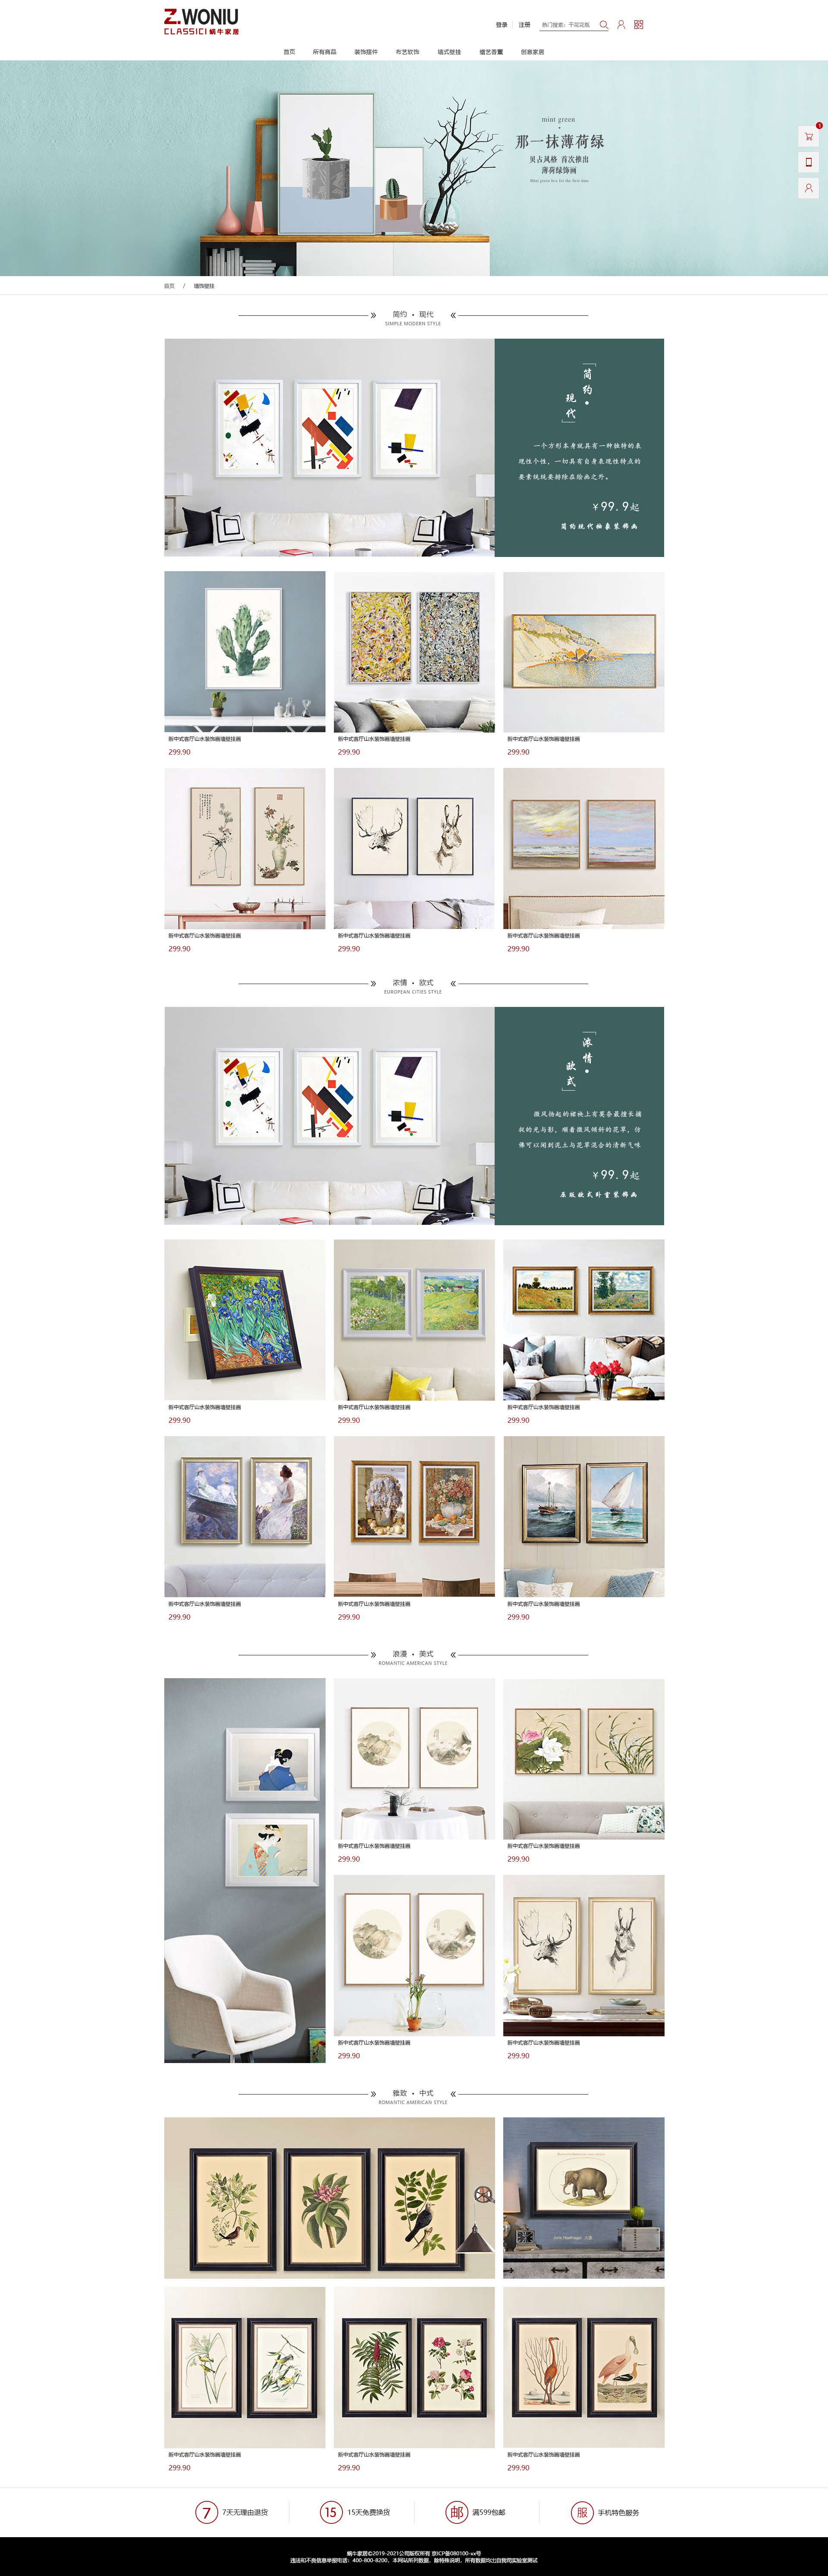 Z.WONIU
CLASSICI 蜗牛家居
登录 注册 热门搜索：干花花瓶
首页 所有商品 装饰摆件 布艺软饰 墙式壁挂 蜡艺香薰 创意家居
mint green
那一抹薄荷绿
贝占风格 首次推出
薄荷绿饰画
Mint green box for the first time
1
首页 / 墙饰壁挂
简约 • 现代
SIMPLE MODERN STYLE
简约•
现代
一个方形本身就具有一种独特的表
现性个性，一切具有自身表现性特点的
要素统统要排除在绘画之外。
￥99.9起
简约现代抽象装饰画
新中式客厅山水装饰画墙壁挂画
299.90
新中式客厅山水装饰画墙壁挂画
299.90
新中式客厅山水装饰画墙壁挂画
299.90
新中式客厅山水装饰画墙壁挂画
299.90
新中式客厅山水装饰画墙壁挂画
299.90
新中式客厅山水装饰画墙壁挂画
299.90
浓情 • 欧式
EUROPEAN CITIES STYLE
浓情•
欧式
微风扬起的裙袂上有莫奈最擅长捕
捉的光与影，顺着微风倾斜的花草，仿
佛可以闻到泥土与花草混合的清新气味
￥99.9起
原版欧式卧室装饰画
新中式客厅山水装饰画墙壁挂画
299.90
新中式客厅山水装饰画墙壁挂画
299.90
新中式客厅山水装饰画墙壁挂画
299.90
新中式客厅山水装饰画墙壁挂画
299.90
新中式客厅山水装饰画墙壁挂画
299.90
新中式客厅山水装饰画墙壁挂画
299.90
浪漫 • 美式
ROMANTIC AMERICAN STYLE
新中式客厅山水装饰画墙壁挂画
299.90
新中式客厅山水装饰画墙壁挂画
299.90
新中式客厅山水装饰画墙壁挂画
299.90
新中式客厅山水装饰画墙壁挂画
299.90
雅致 • 中式
ROMANTIC AMERICAN STYLE
新中式客厅山水装饰画墙壁挂画
299.90
新中式客厅山水装饰画墙壁挂画
299.90
新中式客厅山水装饰画墙壁挂画
299.90
7 7天无理由退货
15 15天免费换货
邮 满599包邮
服 手机特色服务
蜗牛家居©2019-2021公司版权所有 京ICP备080100-xx号
违法和不良信息举报电话：400-800-8200，本网站所列数据，除特殊说明，所有数据均出自我司实验室测试